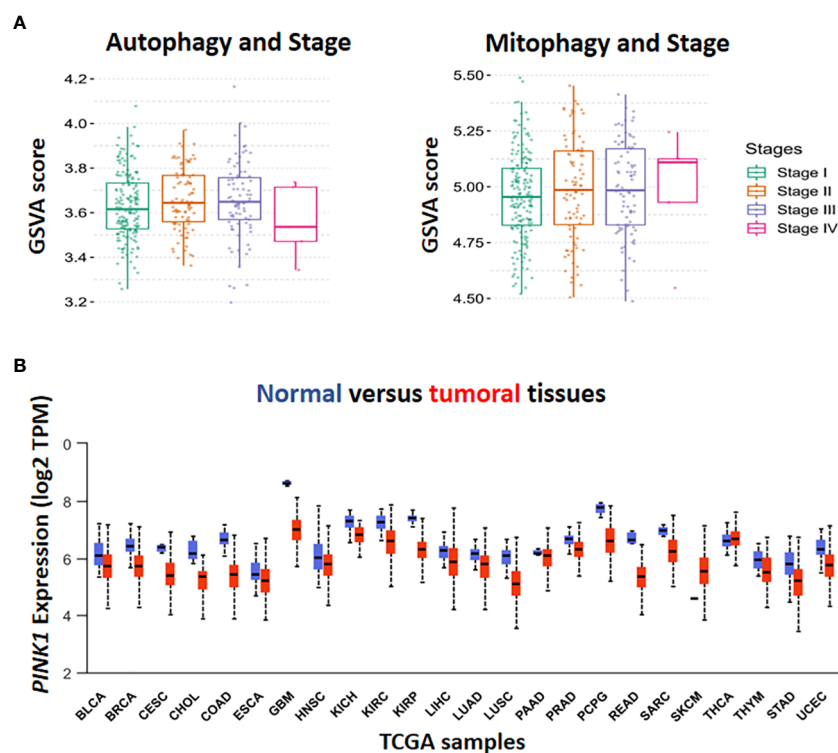 A
Autophagy and Stage
Mitophagy and Stage
GSVA score
4.2
4.0
3.8
3.6
3.4
3.2
GSVA score
5.50
5.25
5.00
4.75
4.50
Stages
Stage I
Stage II
Stage III
Stage IV
B
Normal versus tumoral tissues
PINK1 Expression (log2 TPM)
0
8
6
4
2
BLCA
BRCA
CESC
CHOL
COAD
ESCA
GBM
HNSC
KICH
KIRC
KIRP
LIHC
LUAD
LUSC
PAAD
PRAD
PCPG
READ
SARC
SKCM
THCA
THYM
STAD
UCEC
TCGA samples